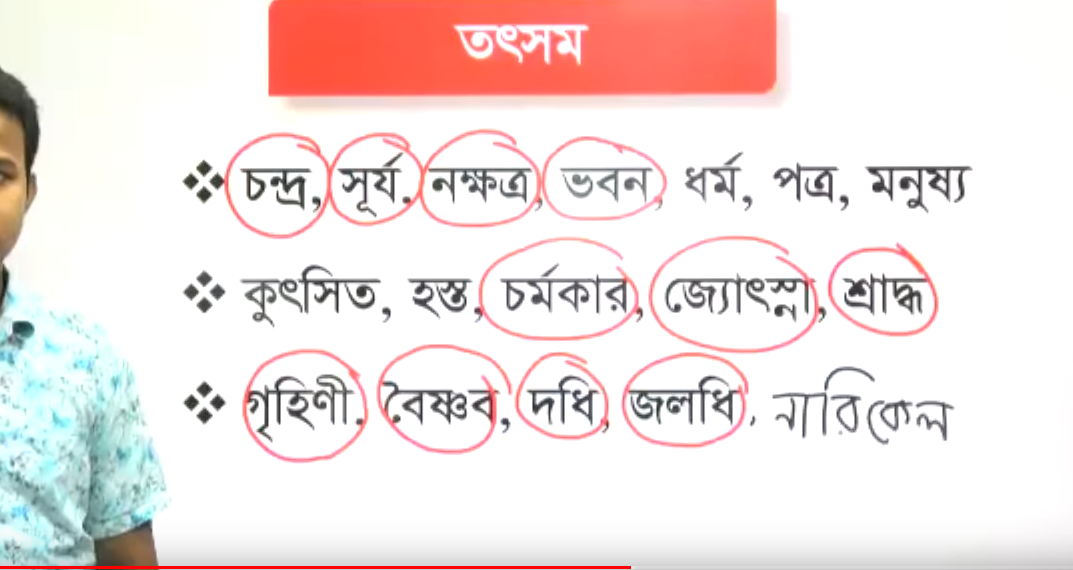 তৎসম
❖ চন্দ্র, সূর্য, নক্ষত্র, ভবন, ধর্ম, পত্র, মনুষ্য
❖ কুৎসিত, হস্ত, চর্মকার, জ্যোৎস্না, শ্রাদ্ধ
❖ গৃহিণী, বৈষ্ণব, দধি, জলধি, নারিকেল